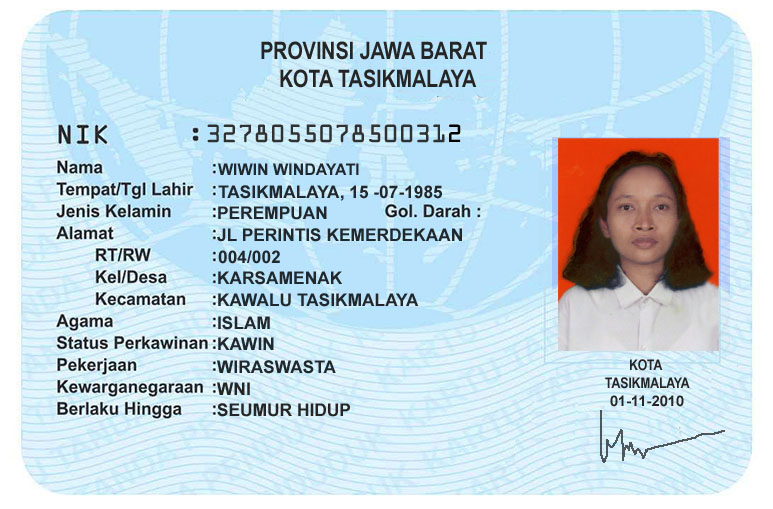 PROVINSI JAWA BARAT
KOTA TASIKMALAYA
NIK : 3278055078500312
Nama : WIWIN WINDAYATI
Tempat/Tgl Lahir : TASIKMALAYA, 15 -07-1985
Jenis Kelamin : PEREMPUAN Gol. Darah :
Alamat : JL PERINTIS KEMERDEKAAN
RT/RW : 004/002
Kel/Desa : KARSAMENAK
Kecamatan : KAWALU TASIKMALAYA
Agama : ISLAM
Status Perkawinan : KAWIN
Pekerjaan : WIRASWASTA
Kewarganegaraan : WNI
Berlaku Hingga : SEUMUR HIDUP
KOTA
TASIKMALAYA
01-11-2010